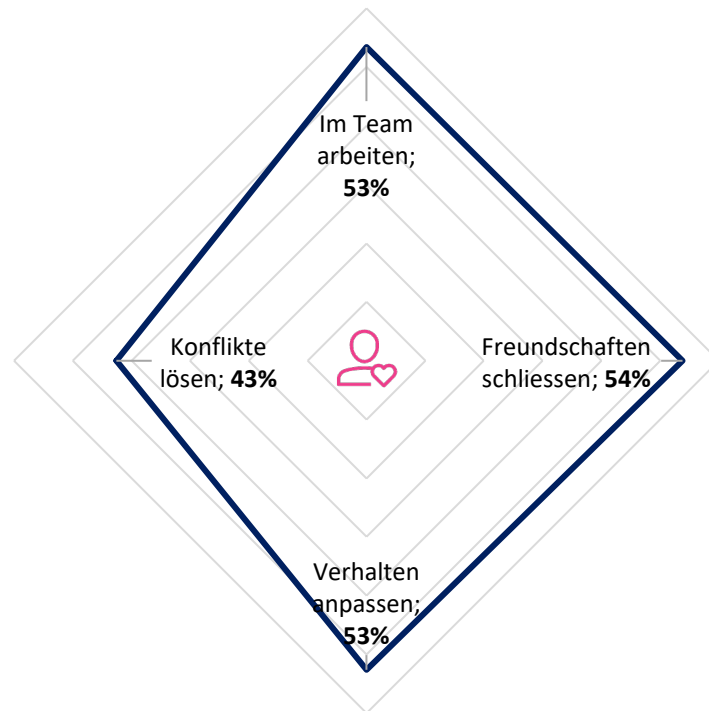 Im Team
arbeiten;
53%
Konflikte
lösen; 43%
Freundschaften
schliessen; 54%
Verhalten
anpassen;
53%